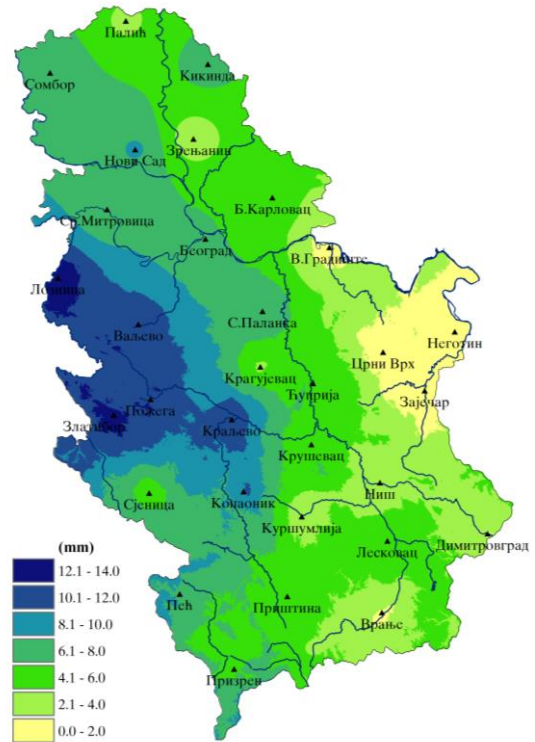 Палић
Кикинда
Сомбор
Зрењанин
Нови Сад
Б.Карловац
Ср.Митровица
Београд
В.Градиште
Лозница
С.Паланка
Ваљево
Неготин
Црни Врх
Крагујевац
Ћуприја
Зајечар
Пожега
Златибор
Краљево
Крушевац
Ниш
Копаоник
Сјеница
Куршумлија
Димитровград
Лесковац
(mm)
12.1 - 14.0
10.1 - 12.0
8.1 - 10.0
6.1 - 8.0
4.1 - 6.0
2.1 - 4.0
0.0 - 2.0
Пећ
Приштина
Врање
Призрен